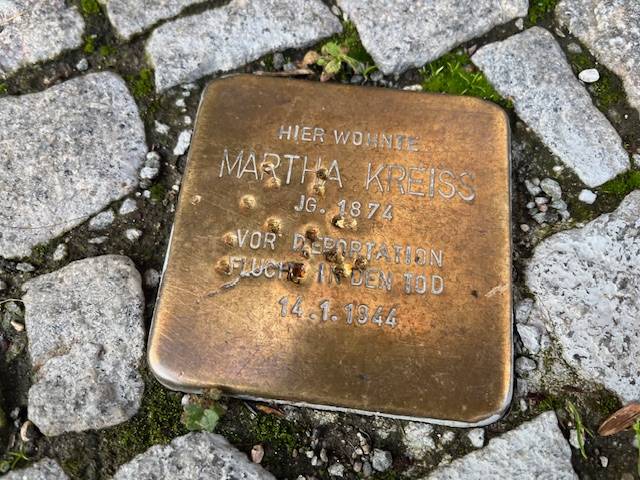 HIER WOHNTE
MARTHA KREISS
JG. 1874
VOR DEPORTATION
FLUCHT IN DEN TOD
14.1.1944